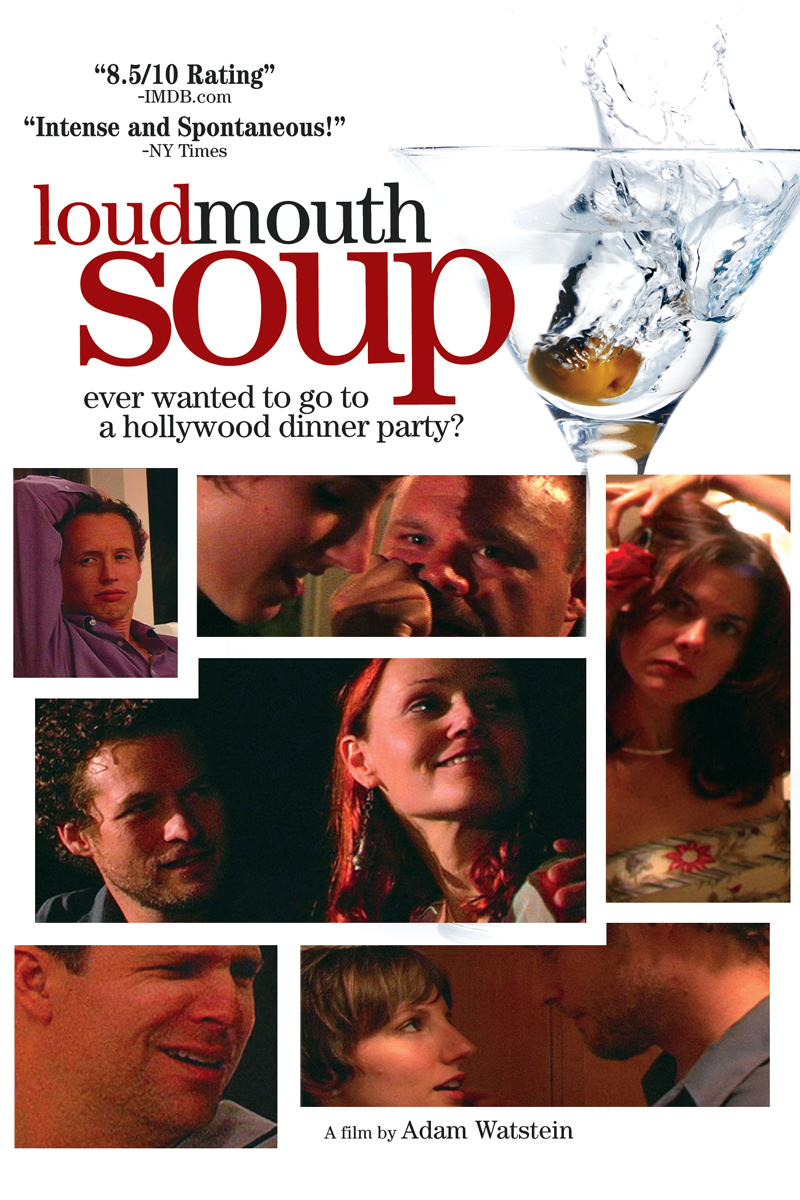 “8.5/10 Rating”
-IMDB.com
“Intense and Spontaneous!”
-NY Times
loudmouth
soup
ever wanted to go to
a hollywood dinner party?
A film by Adam Watstein